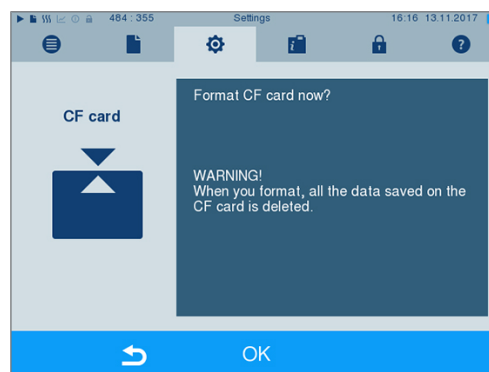 484 : 355 Settings 16:16 13.11.2017
CF card
Format CF card now?
WARNING!
When you format, all the data saved on the
CF card is deleted.
OK